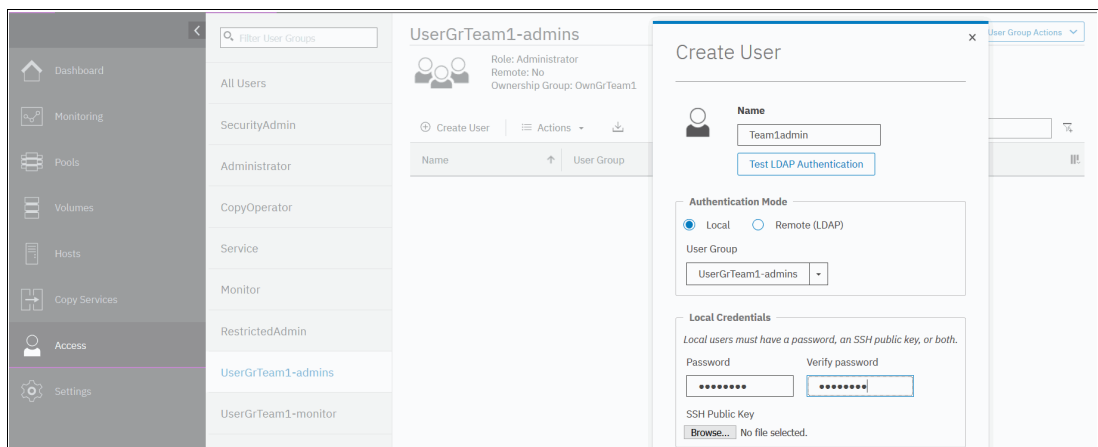 Dashboard
Monitoring
Pools
Volumes
Hosts
Copy Services
Access
Settings
Filter User Groups
All Users
SecurityAdmin
Administrator
CopyOperator
Service
Monitor
RestrictedAdmin
UserGrTeam1-admins
UserGrTeam1-monitor
UserGrTeam1-admins
Role: Administrator
Remote: No
Ownership Group: OwnGrTeam1
User Group Actions
Create User
Actions
Name
User Group
Create User
Name
Team1admin
Test LDAP Authentication
Authentication Mode
Local
Remote (LDAP)
User Group
UserGrTeam1-admins
Local Credentials
Local users must have a password, an SSH public key, or both.
Password
Verify password
SSH Public Key
Browse... No file selected.